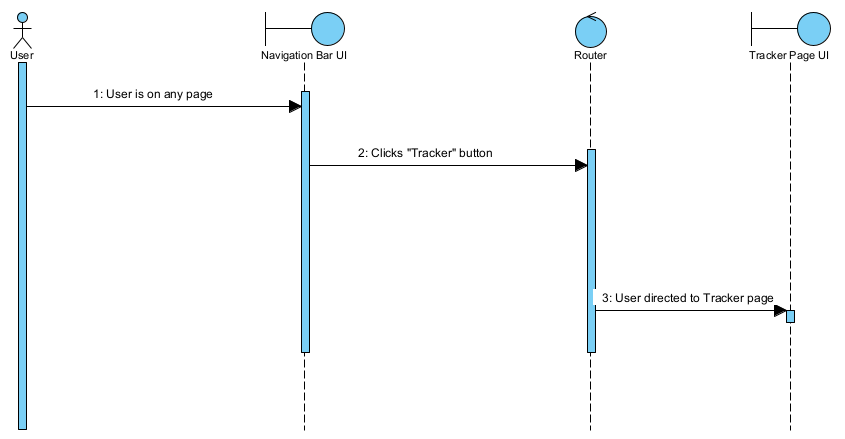 User
Navigation Bar UI
Router
Tracker Page UI
1: User is on any page
2: Clicks "Tracker" button
3: User directed to Tracker page